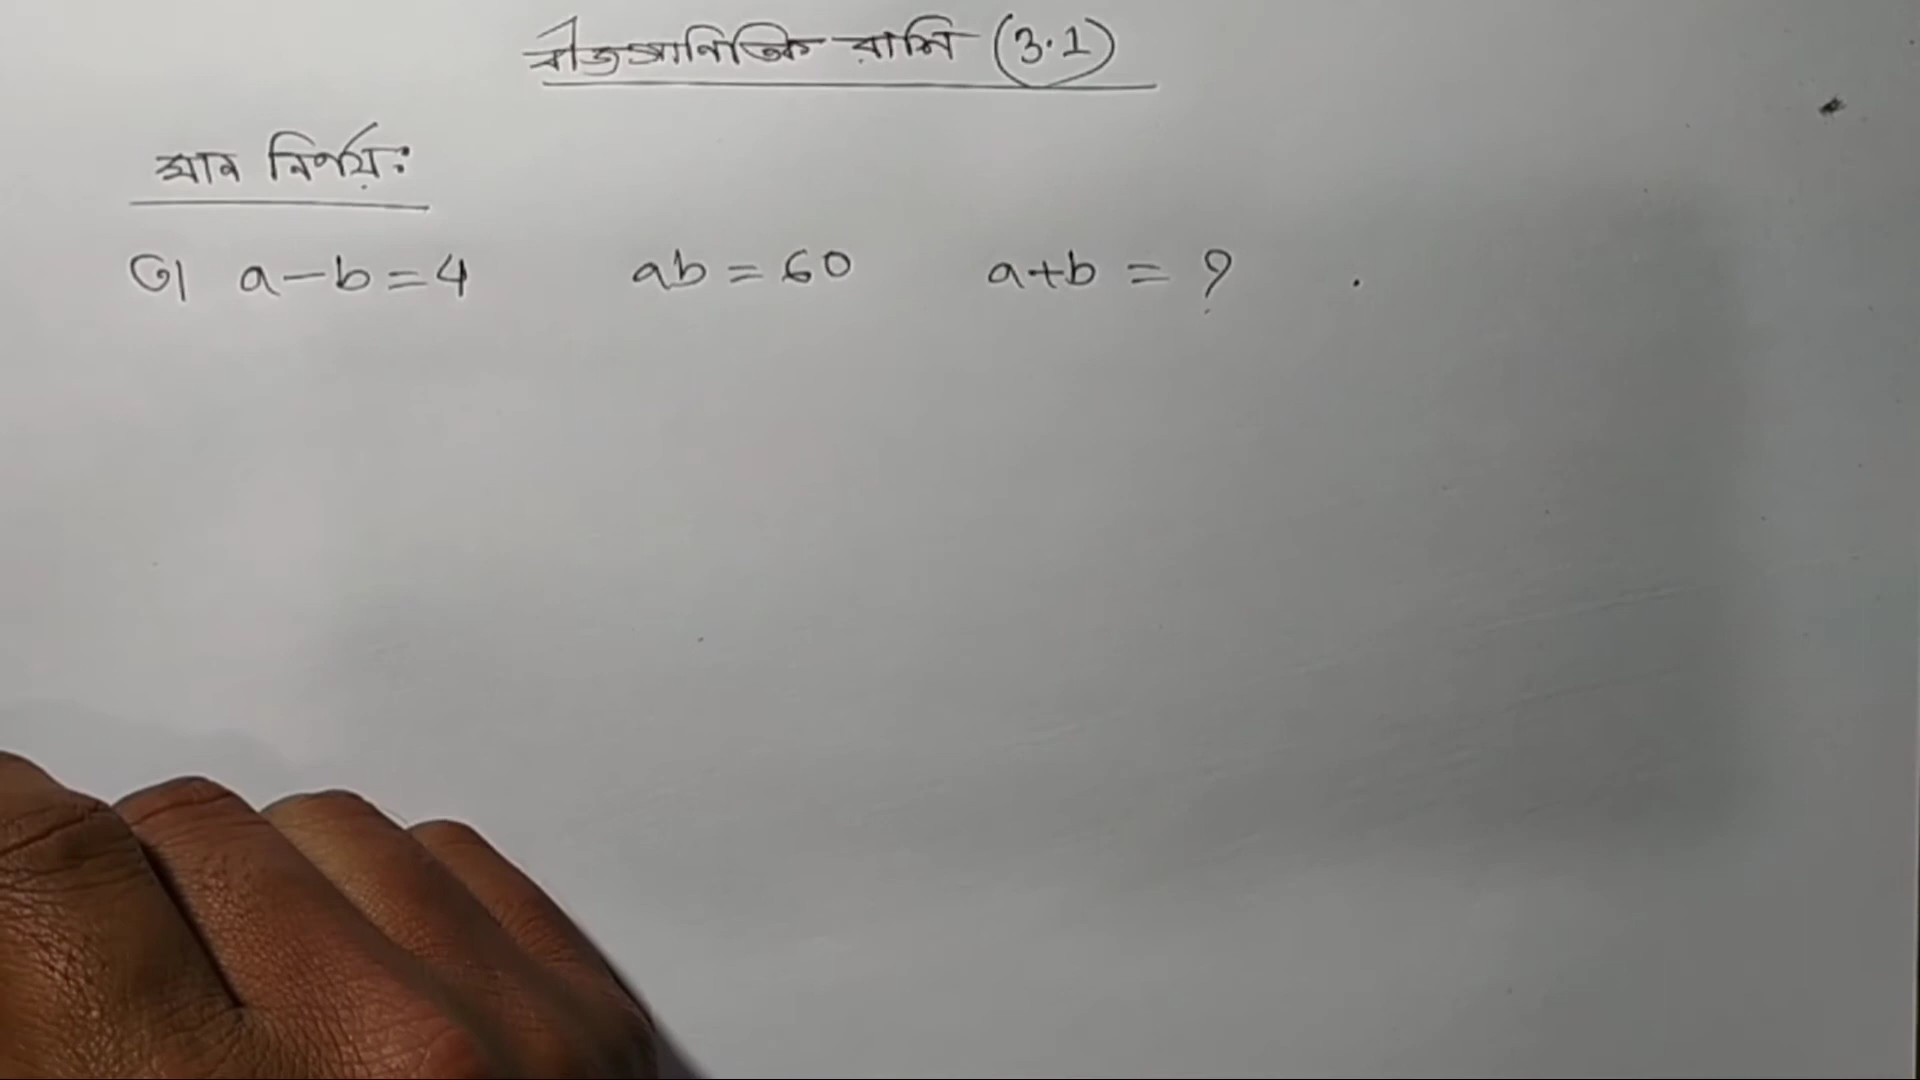 বীজগানিতিক রাশি (3.1)
মান নির্ণয়ঃ
৩। a-b=4 ab = 60 a+b = ?